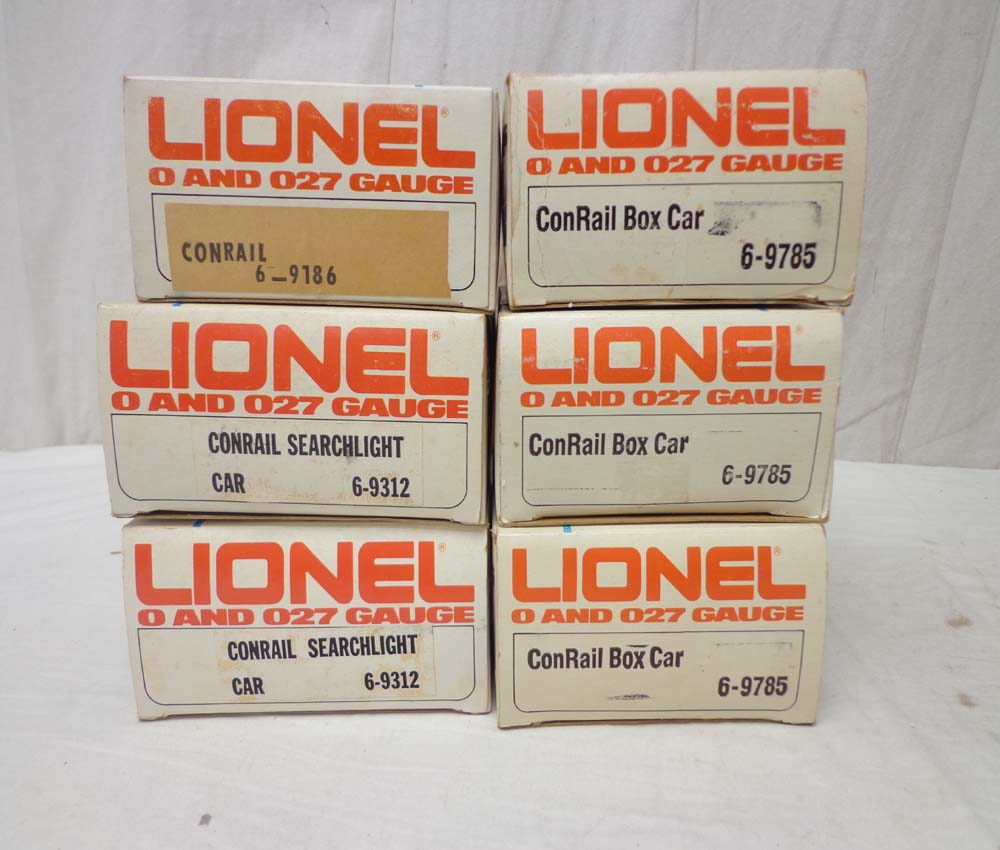 LIONEL®
O AND O27 GAUGE
CONRAIL
6-9186
LIONEL®
O AND O27 GAUGE
ConRail Box Car
6-9785
LIONEL®
O AND O27 GAUGE
CONRAIL SEARCHLIGHT
CAR 6-9312
LIONEL®
O AND O27 GAUGE
ConRail Box Car
6-9785
LIONEL®
O AND O27 GAUGE
CONRAIL SEARCHLIGHT
CAR 6-9312
LIONEL®
O AND O27 GAUGE
ConRail Box Car
6-9785